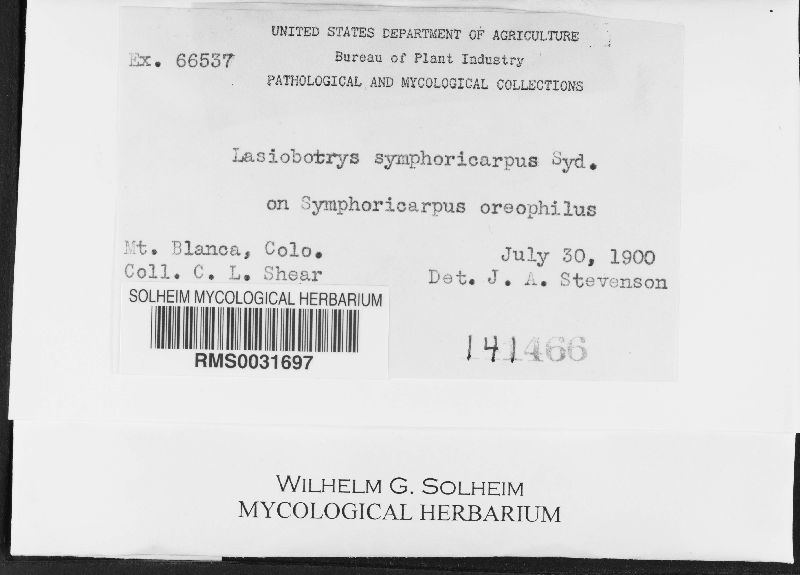 UNITED STATES DEPARTMENT OF AGRICULTURE
Ex. 66537
Bureau of Plant Industry
PATHOLOGICAL AND MYCOLOGICAL COLLECTIONS
Lasiobotrys symphoricarpus Syd.
on Symphoricarpus oreophilus
Mt. Blanca, Colo.
July 30, 1900
Coll. C. L. Shear
Det. J. A. Stevenson
SOLHEIM MYCOLOGICAL HERBARIUM
RMS0031697
141466
WILHELM G. SOLHEIM
MYCOLOGICAL HERBARIUM